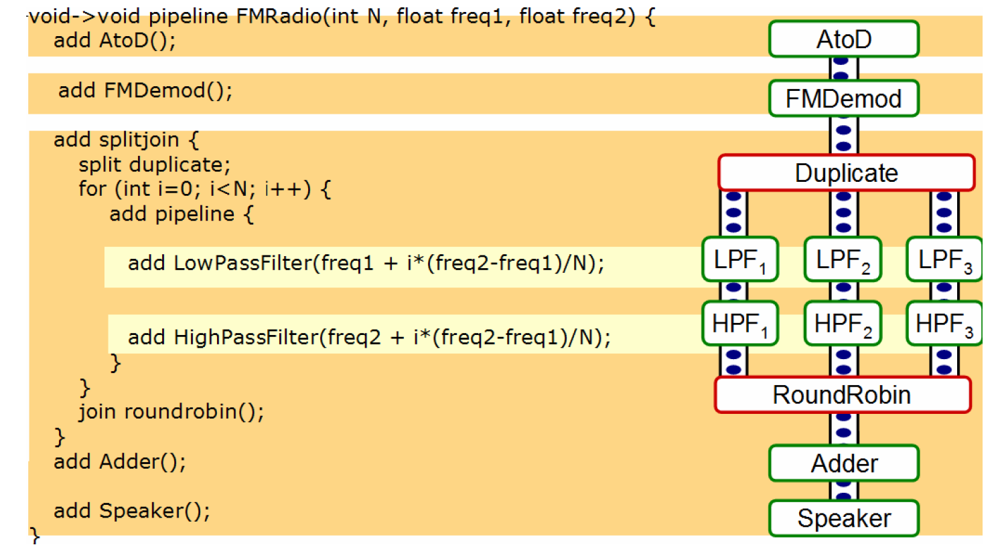 void->void pipeline FMRadio(int N, float freq1, float freq2) {
add AtoD();
add FMDemod();
add splitjoin {
split duplicate;
for (int i=0; i<N; i++) {
add pipeline {
add LowPassFilter(freq1 + i*(freq2-freq1)/N);
add HighPassFilter(freq2 + i*(freq2-freq1)/N);
}
}
join roundrobin();
}
add Adder();
add Speaker();
}
AtoD
FMDemod
Duplicate
LPF1 LPF2 LPF3
HPF1 HPF2 HPF3
RoundRobin
Adder
Speaker